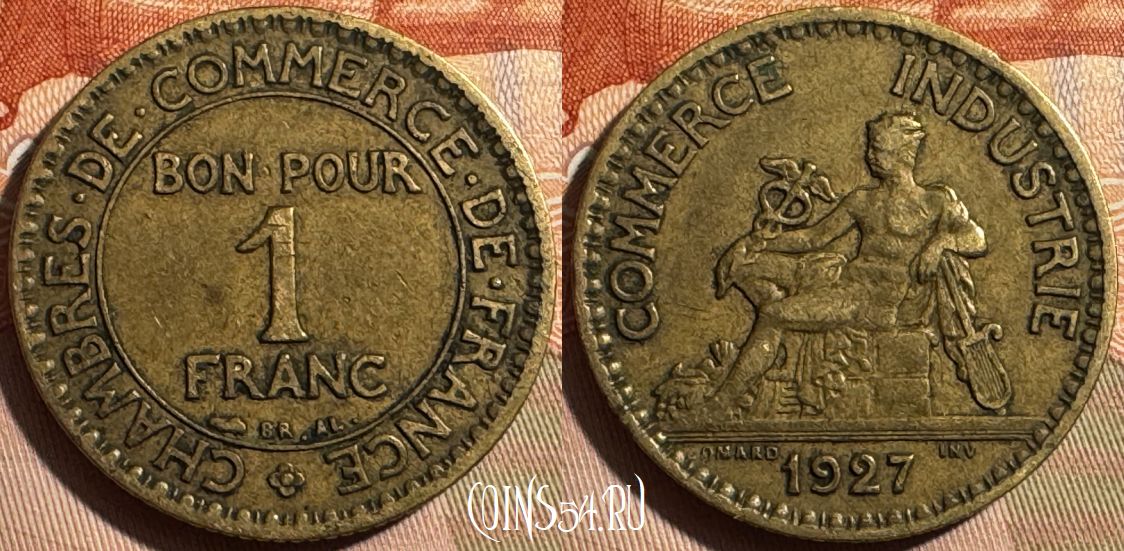 CHAMBRES · DE · COMMERCE · DE · FRANCE
BON · POUR
1
FRANC
BR. AL.
COMMERCE INDUSTRIE
DOMARD INV
1927
COINS54.RU